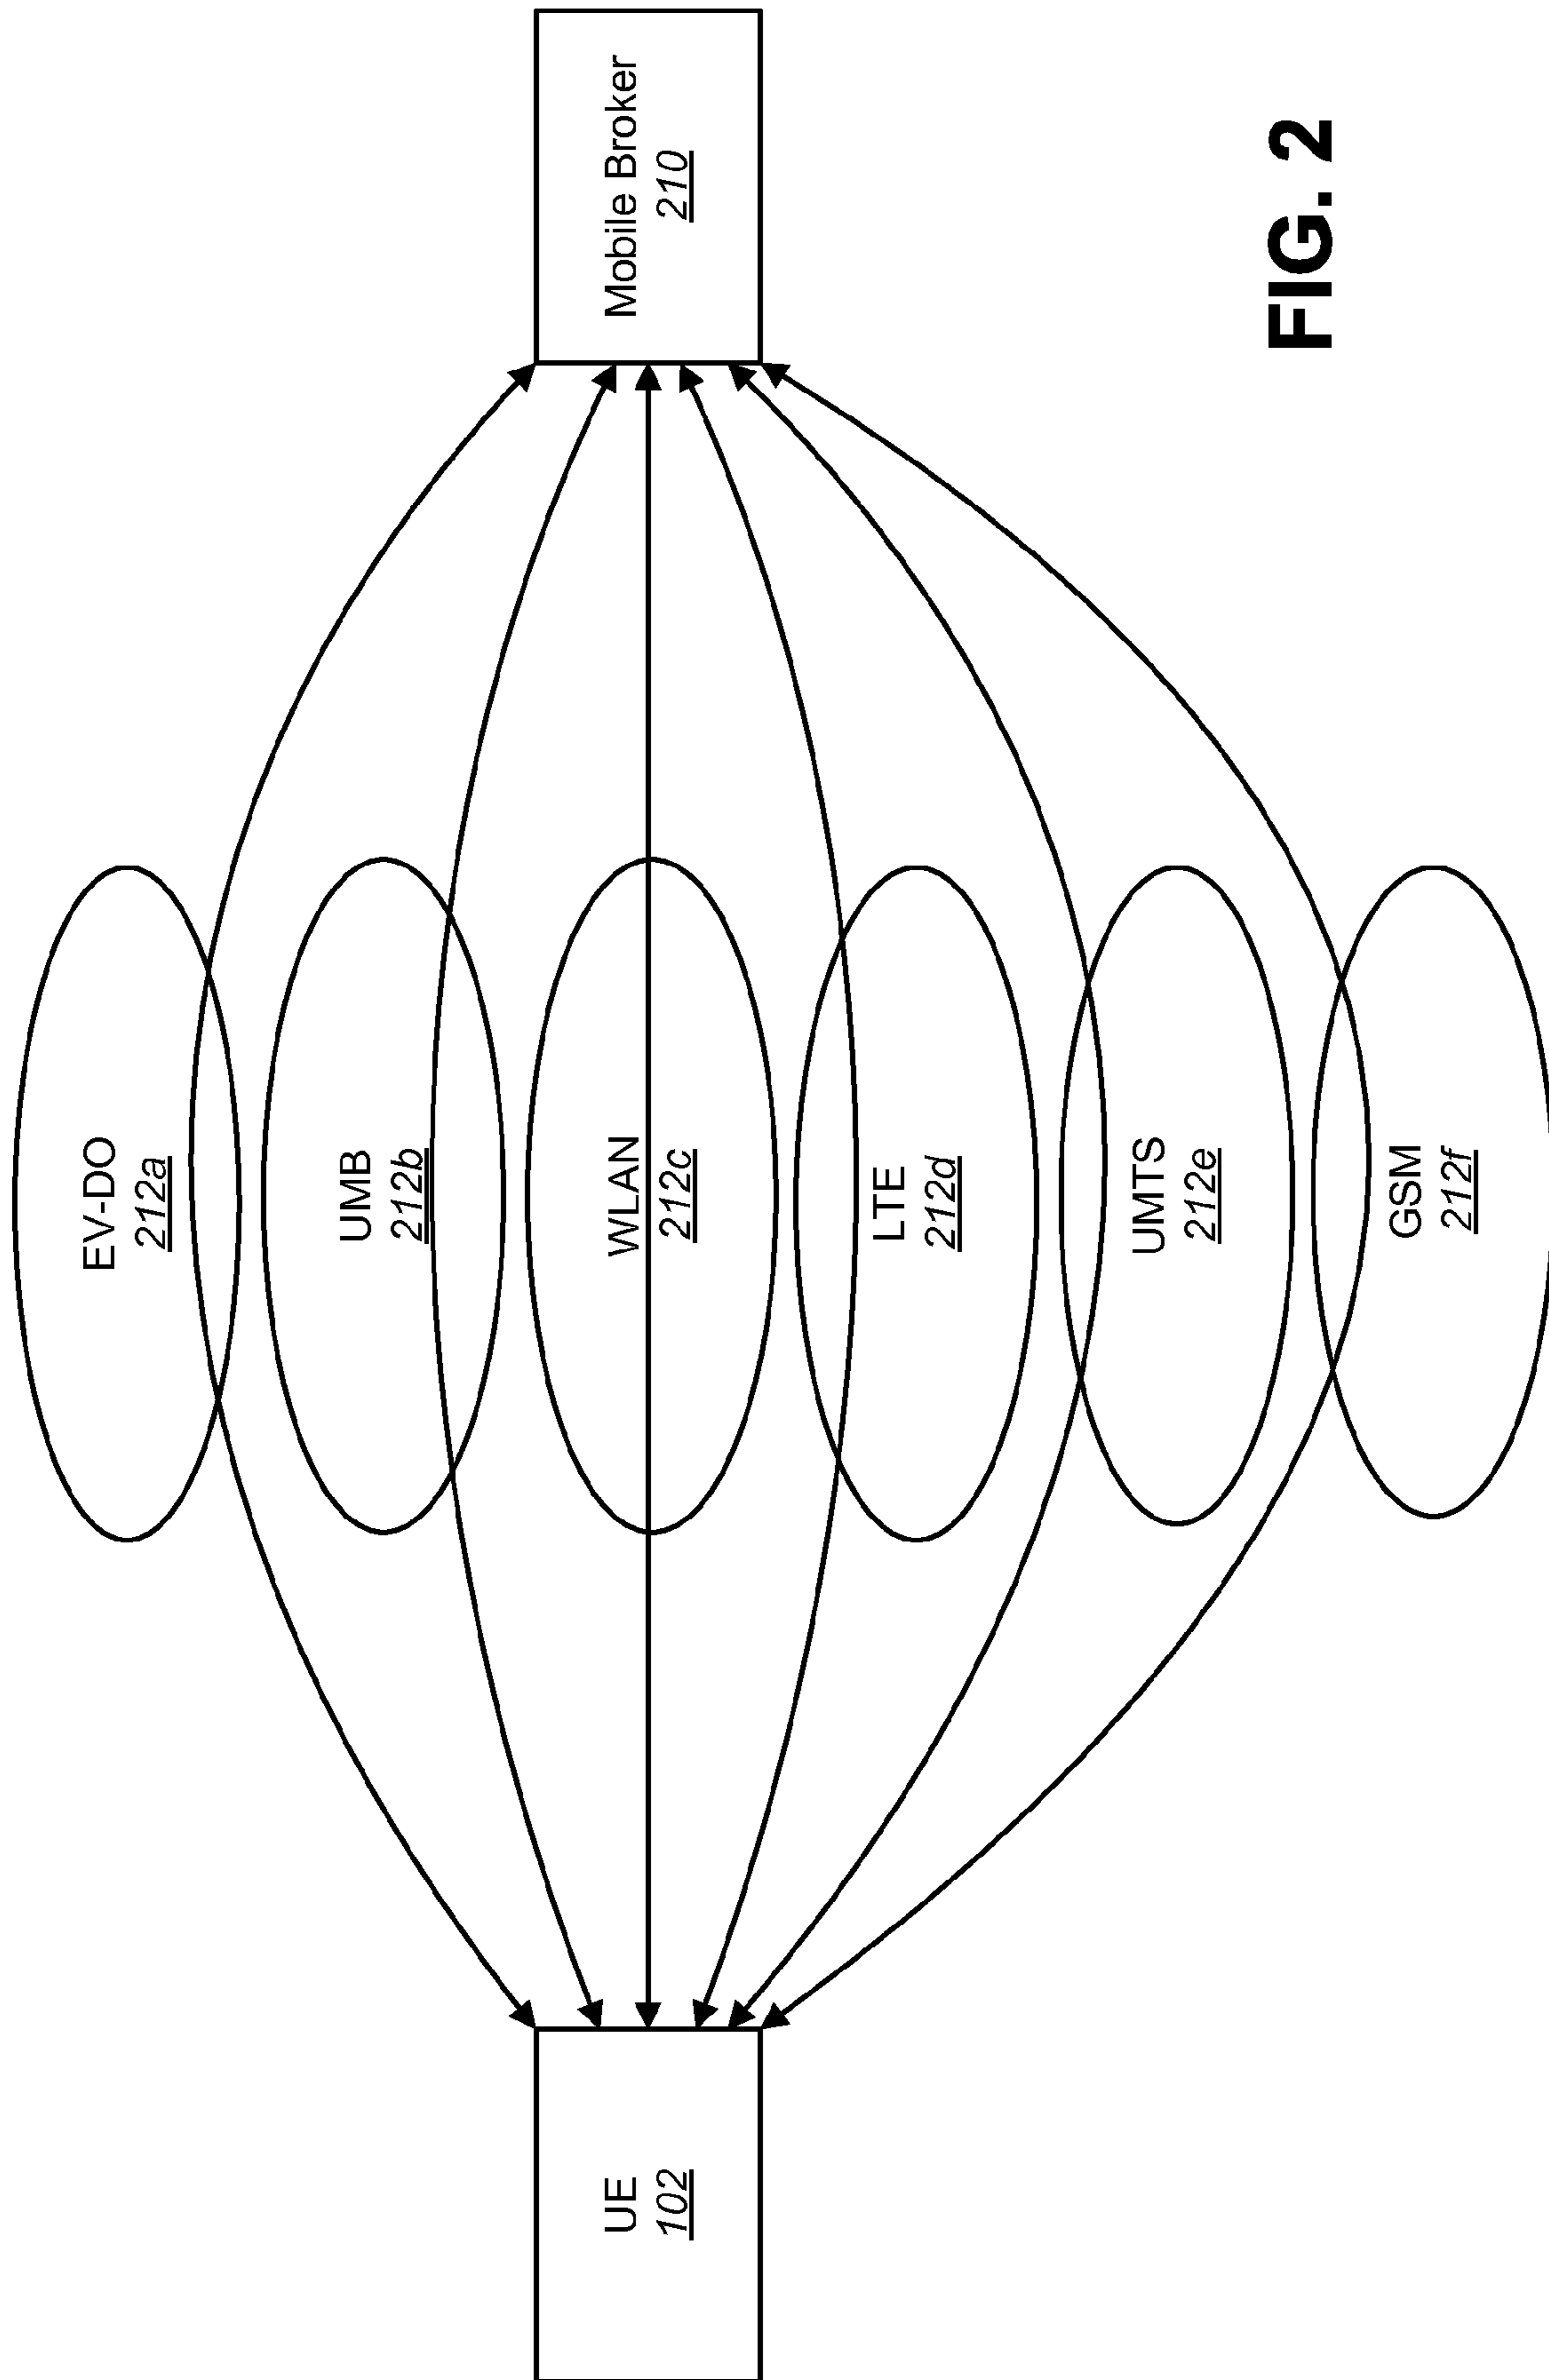 EV-DO
212a
UMB
212b
WLAN
212c
LTE
212d
UMTS
212e
GSM
212f
UE
102
Mobile Broker
210
FIG. 2